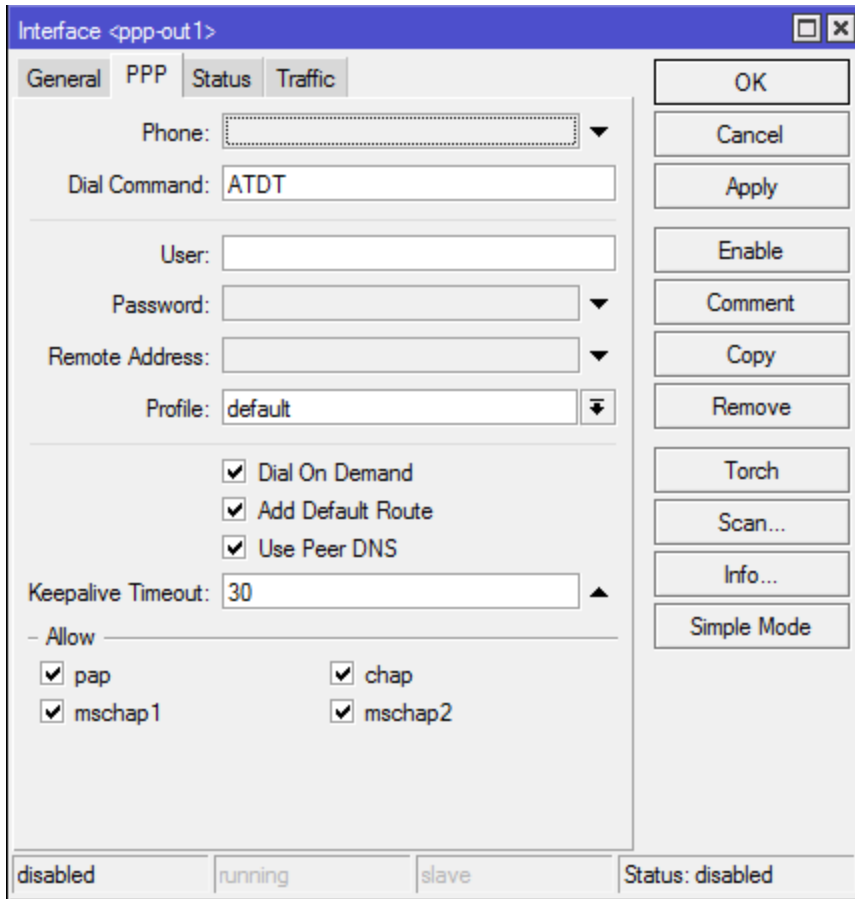 Interface <ppp-out1>
General PPP Status Traffic
Phone:
Dial Command: ATDT
User:
Password:
Remote Address:
Profile: default
Dial On Demand
Add Default Route
Use Peer DNS
Keepalive Timeout: 30
Allow
pap chap
mschap1 mschap2
OK
Cancel
Apply
Enable
Comment
Copy
Remove
Torch
Scan...
Info...
Simple Mode
disabled running slave Status: disabled